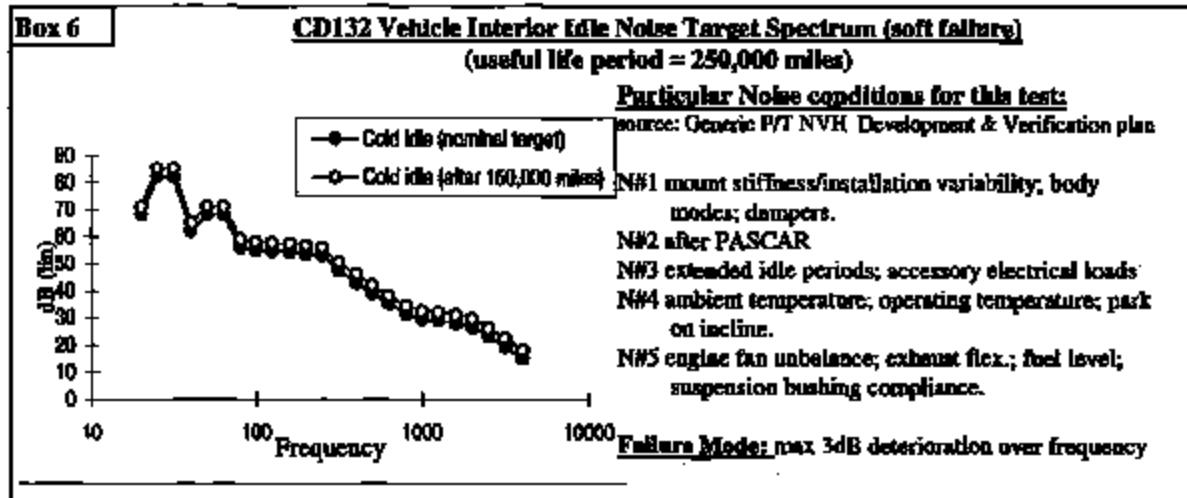 Box 6
CD132 Vehicle Interior Idle Noise Target Spectrum (soft failure)
(useful life period = 250,000 miles)
Particular Noise conditions for this test:
source: Generic P/T NVH Development & Verification plan
Cold idle (nominal target)
Cold idle (after 150,000 miles)
N#1 mount stiffness/installation variability; body
modes; dampers.
N#2 after PASCAR
N#3 extended idle periods; accessory electrical loads
N#4 ambient temperature; operating temperature; park
on incline.
N#5 engine fan unbalance; exhaust flex.; fuel level;
suspension bushing compliance.
Failure Mode: max 3dB deterioration over frequency
dB (lin)
90
80
70
60
50
40
30
20
10
0
10
100
1000
10000
Frequency